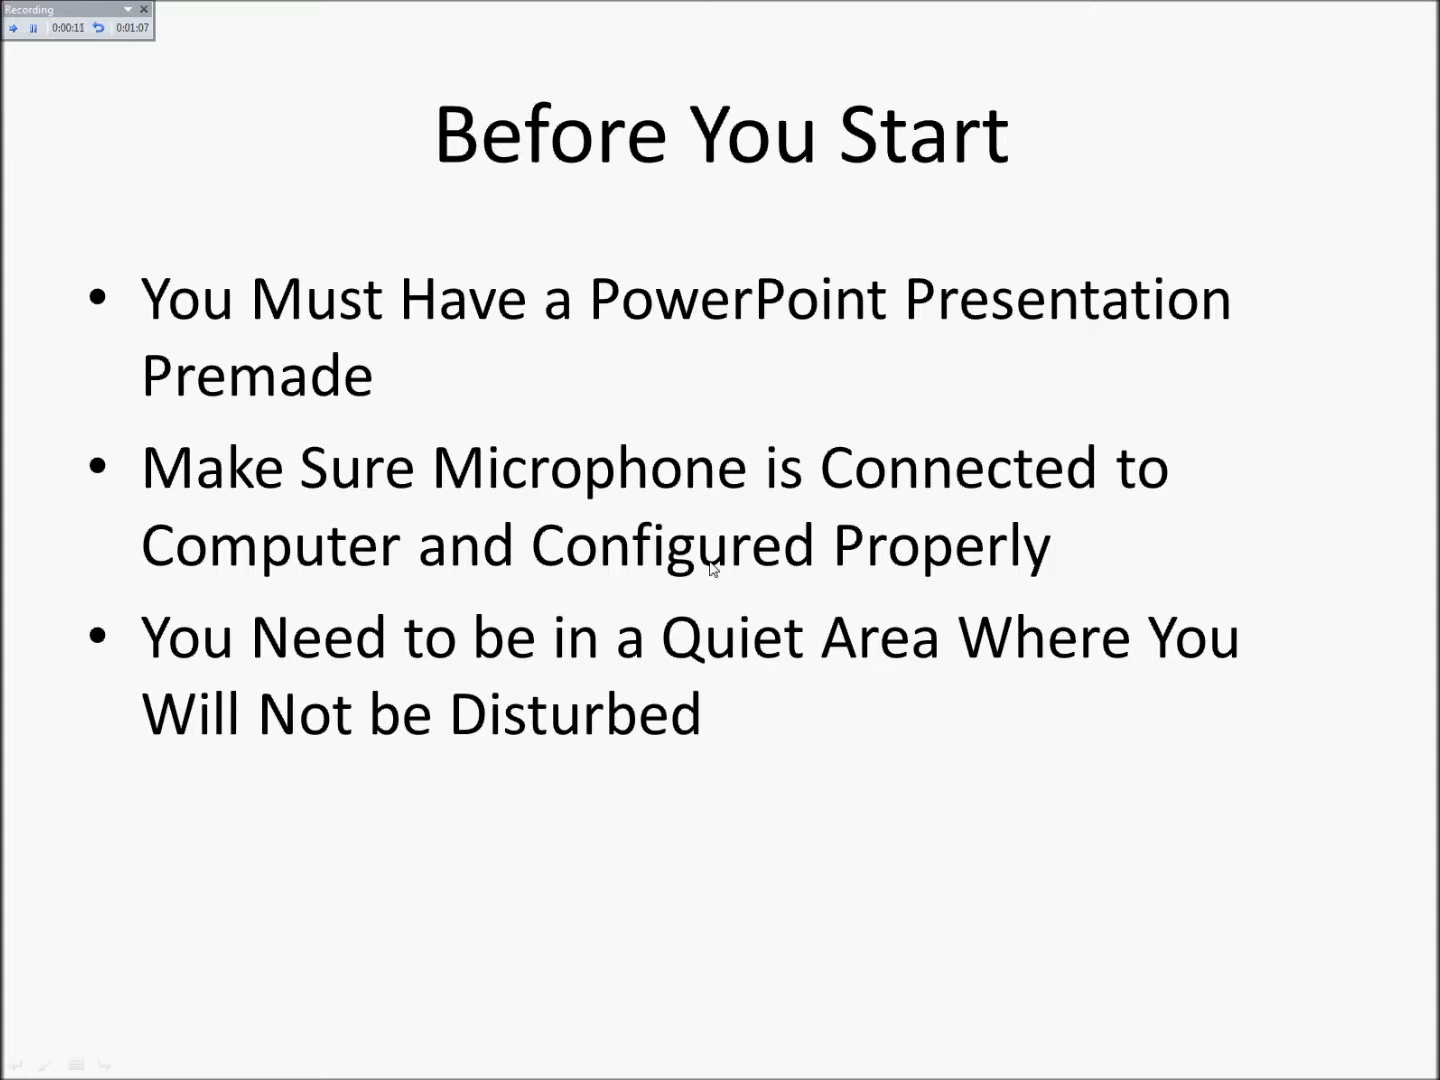 Recording
0:00:11 0:01:07
Before You Start
• You Must Have a PowerPoint Presentation
Premade
• Make Sure Microphone is Connected to
Computer and Configured Properly
• You Need to be in a Quiet Area Where You
Will Not be Disturbed